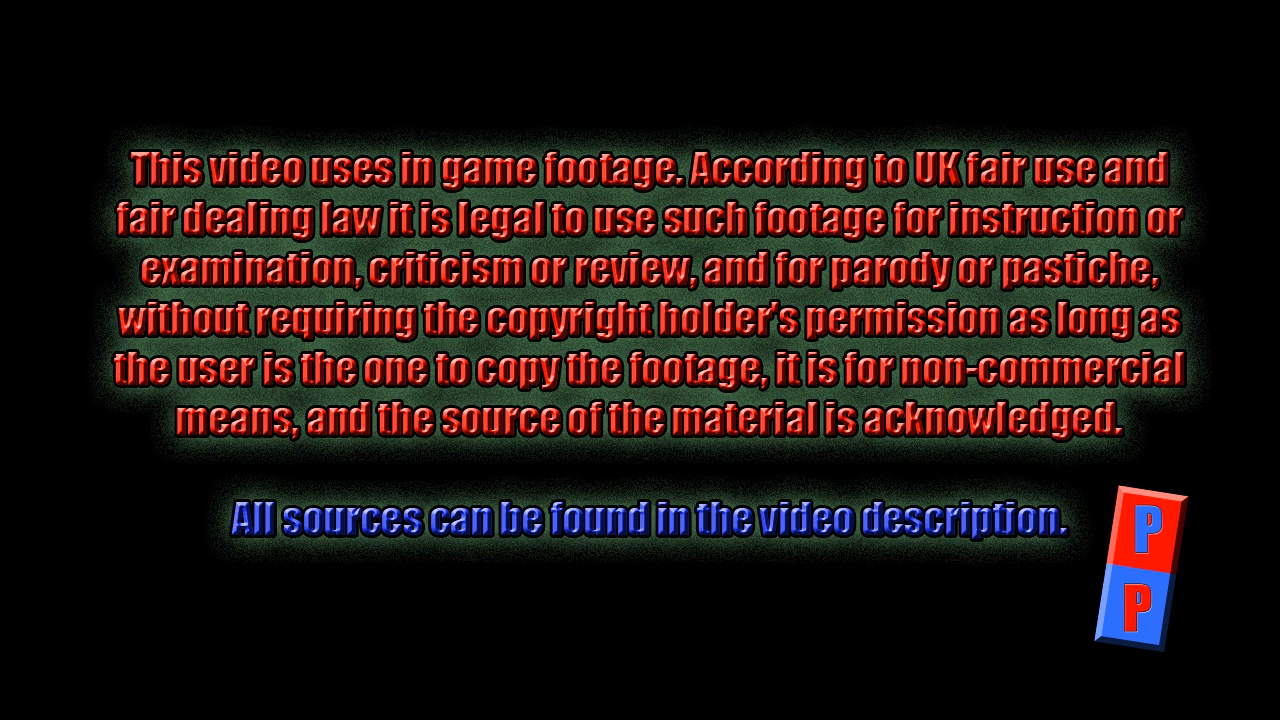 This video uses in game footage. According to UK fair use and
fair dealing law it is legal to use such footage for instruction or
examination, criticism or review, and for parody or pastiche,
without requiring the copyright holder's permission as long as
the user is the one to copy the footage, it is for non-commercial
means, and the source of the material is acknowledged.
All sources can be found in the video description.
P
P